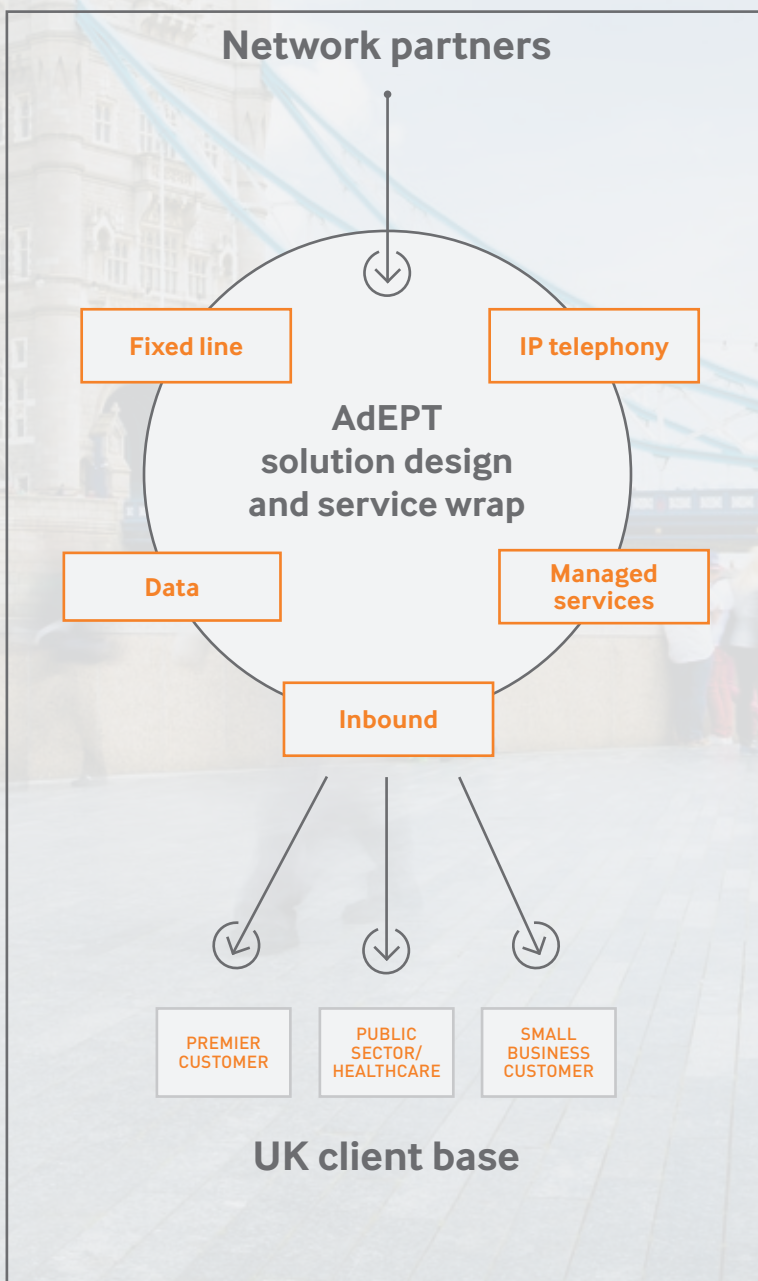 Network partners
Fixed line
IP telephony
AdEPT
solution design
and service wrap
Data
Managed
services
Inbound
PREMIER
CUSTOMER
PUBLIC
SECTOR/
HEALTHCARE
SMALL
BUSINESS
CUSTOMER
UK client base